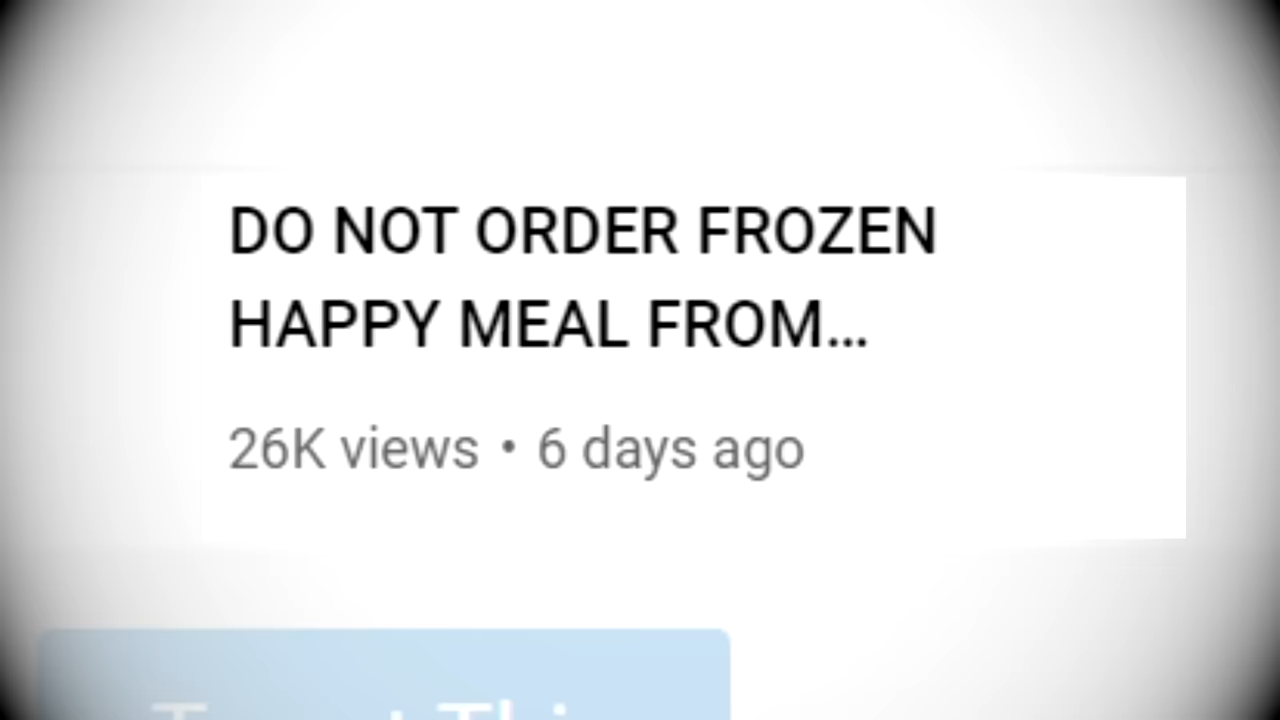 DO NOT ORDER FROZEN
HAPPY MEAL FROM...
26K views • 6 days ago